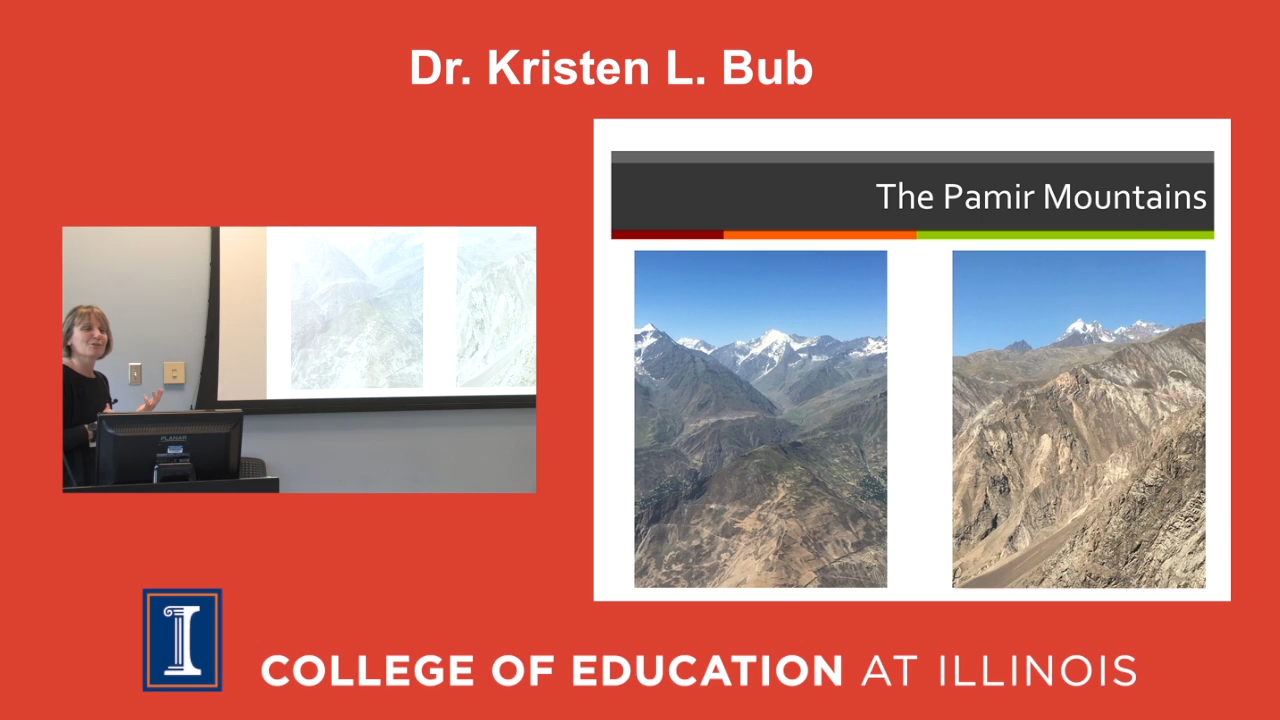 Dr. Kristen L. Bub
The Pamir Mountains
PLANAR
COLLEGE OF EDUCATION AT ILLINOIS